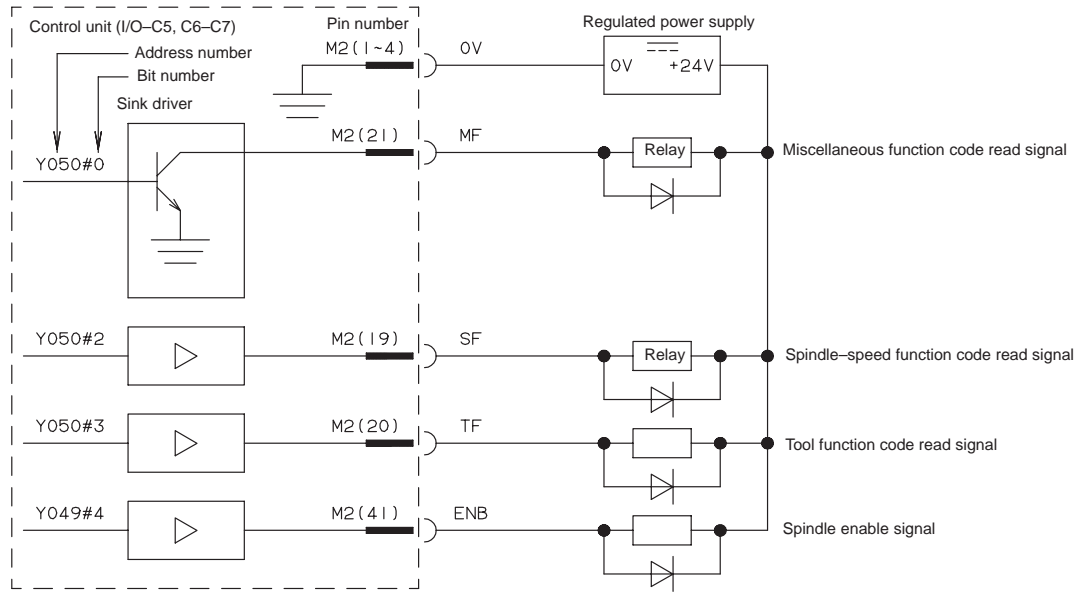 Control unit (I/O–C5, C6–C7)
Pin number
Regulated power supply
Address number
M2(1~4)
0V
0V
+24V
Bit number
Sink driver
Y050#0
M2(21)
MF
Relay
Miscellaneous function code read signal
Y050#2
M2(19)
SF
Relay
Spindle–speed function code read signal
Y050#3
M2(20)
TF
Tool function code read signal
Y049#4
M2(41)
ENB
Spindle enable signal